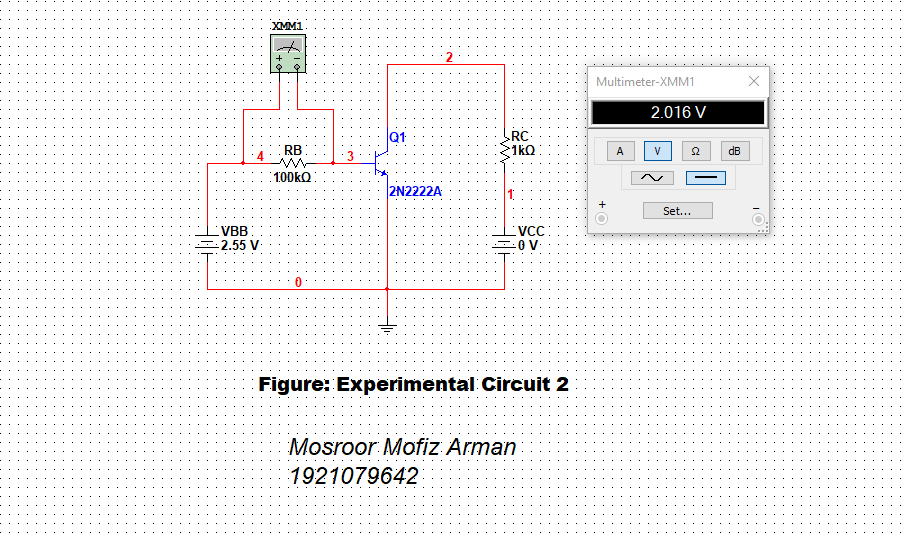 XMM1
2
Q1
RB
4
3
100kΩ
2N2222A
RC
1kΩ
1
VBB
2.55 V
VCC
0 V
0
Multimeter-XMM1
2.016 V
A V Ω dB
+ −
Set...
Figure: Experimental Circuit 2
Mosroor Mofiz Arman
1921079642